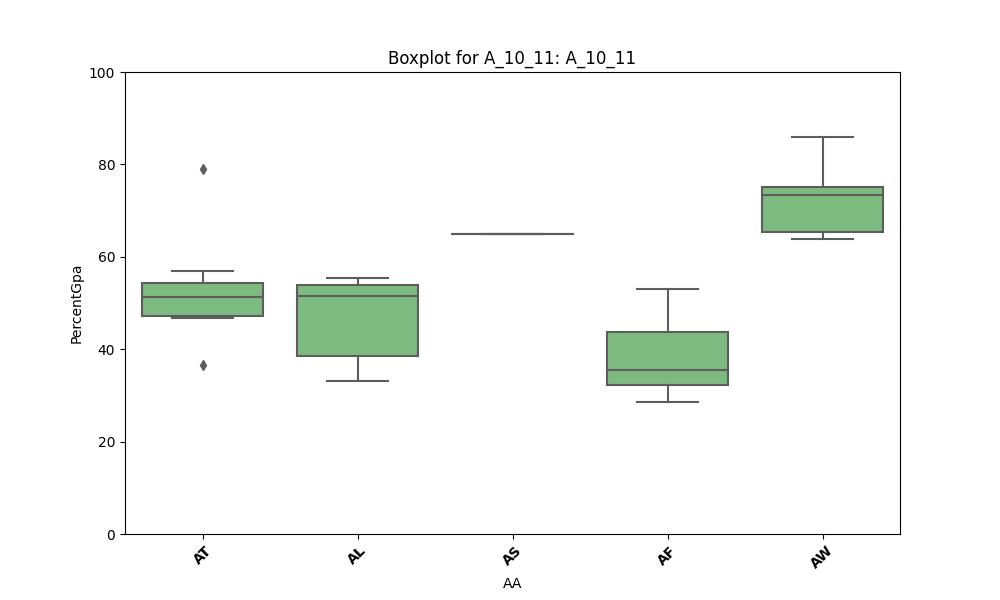 Boxplot for A_10_11: A_10_11
100
80
60
40
20
0
PercentGpa
AT
AL
AS
AF
AW
AA